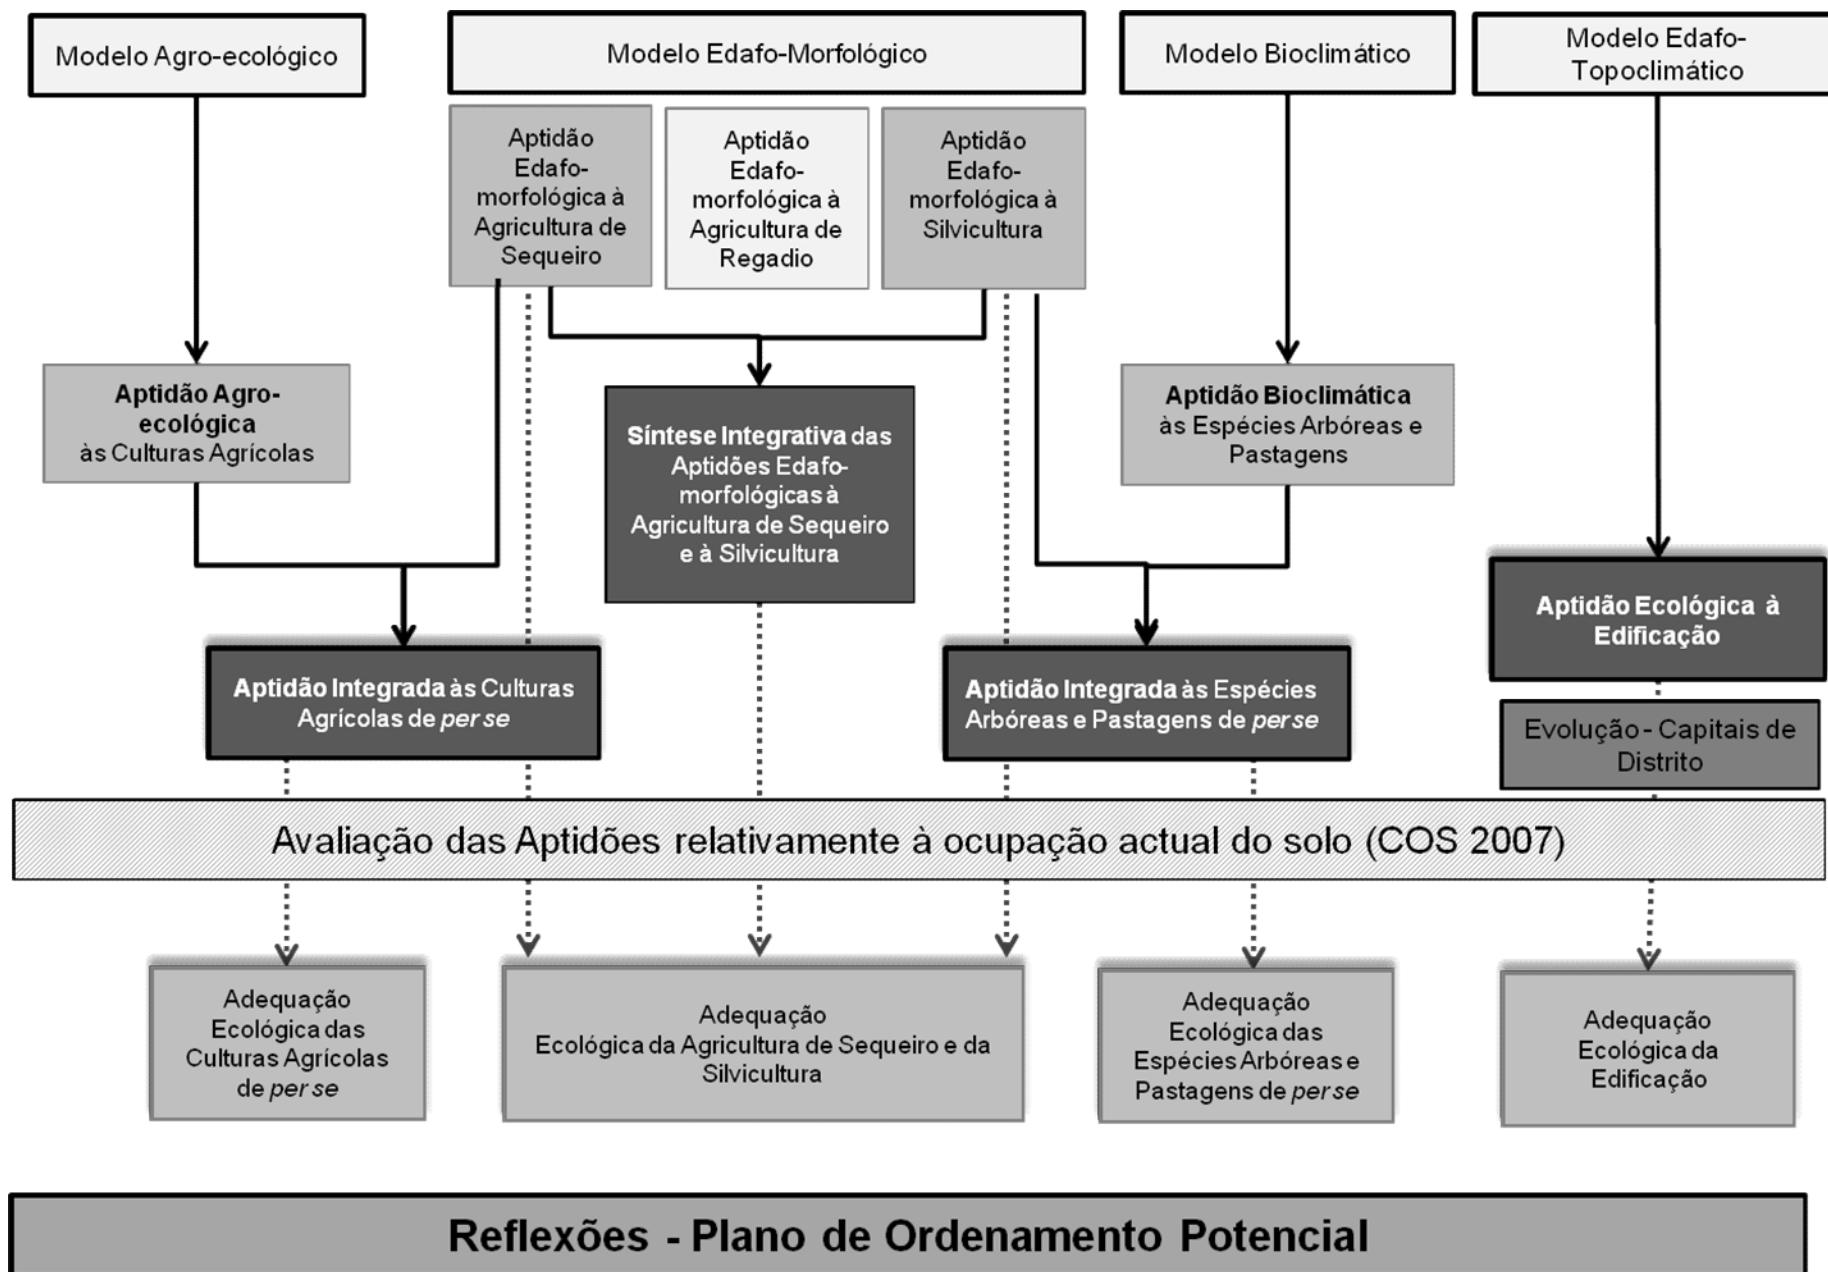 Modelo Agro-ecológico
Modelo Edafo-Morfológico
Modelo Bioclimático
Modelo Edafo-
Topoclimático
Aptidão
Edafo-
morfológica à
Agricultura de
Sequeiro
Aptidão
Edafo-
morfológica à
Agricultura de
Regadio
Aptidão
Edafo-
morfológica à
Silvicultura
Aptidão Agro-
ecológica
às Culturas Agrícolas
Síntese Integrativa das
Aptidões Edafo-
morfológicas à
Agricultura de Sequeiro
e à Silvicultura
Aptidão Bioclimática
às Espécies Arbóreas e
Pastagens
Aptidão Ecológica à
Edificação
Aptidão Integrada às Culturas
Agrícolas de per se
Aptidão Integrada às Espécies
Arbóreas e Pastagens de per se
Evolução - Capitais de
Distrito
Avaliação das Aptidões relativamente à ocupação actual do solo (COS 2007)
Adequação
Ecológica das
Culturas Agrícolas
de per se
Adequação
Ecológica da Agricultura de Sequeiro e da
Silvicultura
Adequação
Ecológica das
Espécies Arbóreas e
Pastagens de per se
Adequação
Ecológica da
Edificação
Reflexões - Plano de Ordenamento Potencial